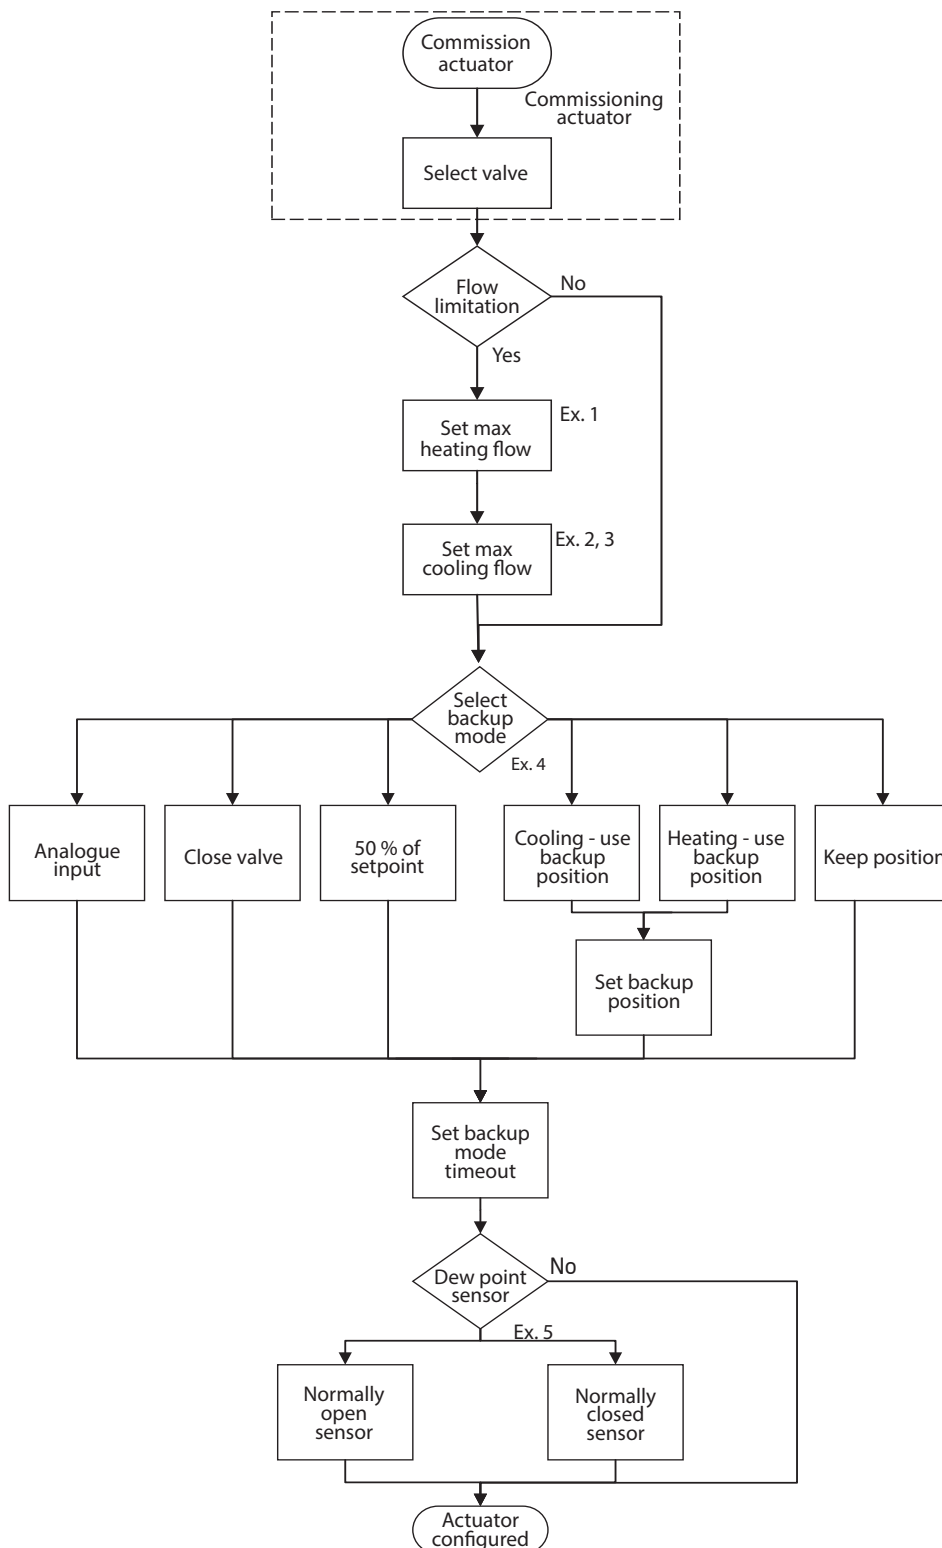 Commission
actuator
Commissioning
actuator
Select valve
Flow
limitation
No
Yes
Set max
heating flow
Ex. 1
Set max
cooling flow
Ex. 2, 3
Select
backup
mode
Ex. 4
Analogue
input
Close valve
50 % of
setpoint
Cooling - use
backup
position
Heating - use
backup
position
Keep position
Set backup
position
Set backup
mode
timeout
Dew point
sensor
No
Ex. 5
Normally
open
sensor
Normally
closed
sensor
Actuator
configured